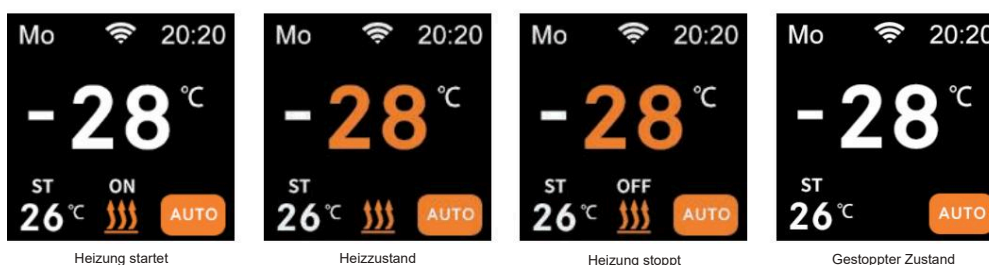 Mo 20:20
-28 °C
ST ON
26 °C AUTO
Heizung startet
Mo 20:20
-28 °C
ST
26 °C AUTO
Heizzustand
Mo 20:20
-28 °C
ST OFF
26 °C AUTO
Heizung stoppt
Mo 20:20
-28 °C
ST
26 °C AUTO
Gestoppter Zustand